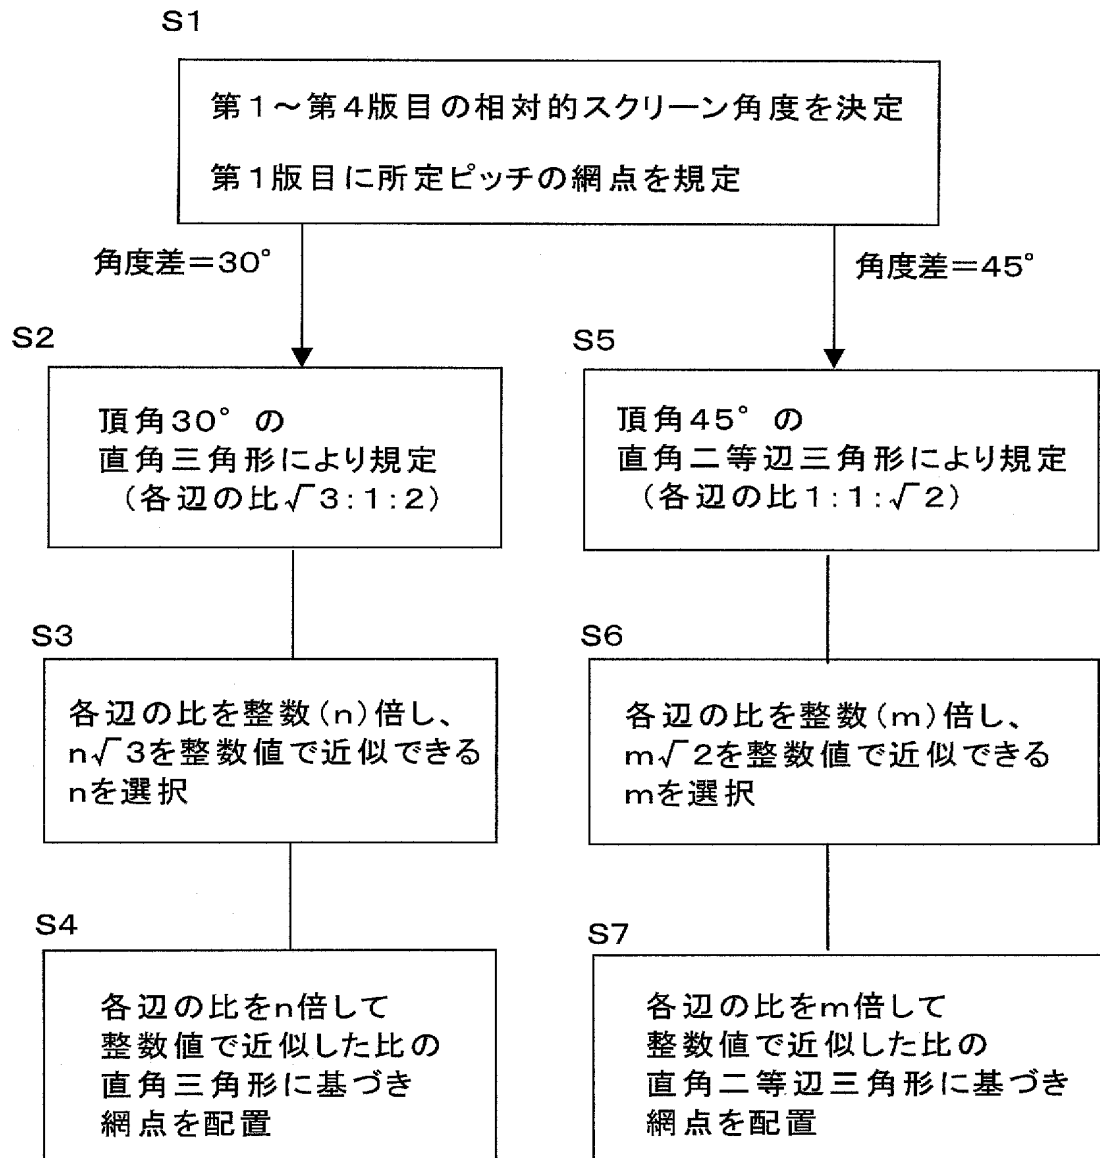 S1
第1～第4版目の相対的スクリーン角度を決定
第1版目に所定ピッチの網点を規定
角度差＝30°
角度差＝45°
S2
頂角30°の
直角三角形により規定
（各辺の比√3:1:2）
S5
頂角45°の
直角二等辺三角形により規定
（各辺の比1:1:√2）
S3
各辺の比を整数（n）倍し、
n√3を整数値で近似できる
nを選択
S6
各辺の比を整数（m）倍し、
m√2を整数値で近似できる
mを選択
S4
各辺の比をn倍して
整数値で近似した比の
直角三角形に基づき
網点を配置
S7
各辺の比をm倍して
整数値で近似した比の
直角二等辺三角形に基づき
網点を配置